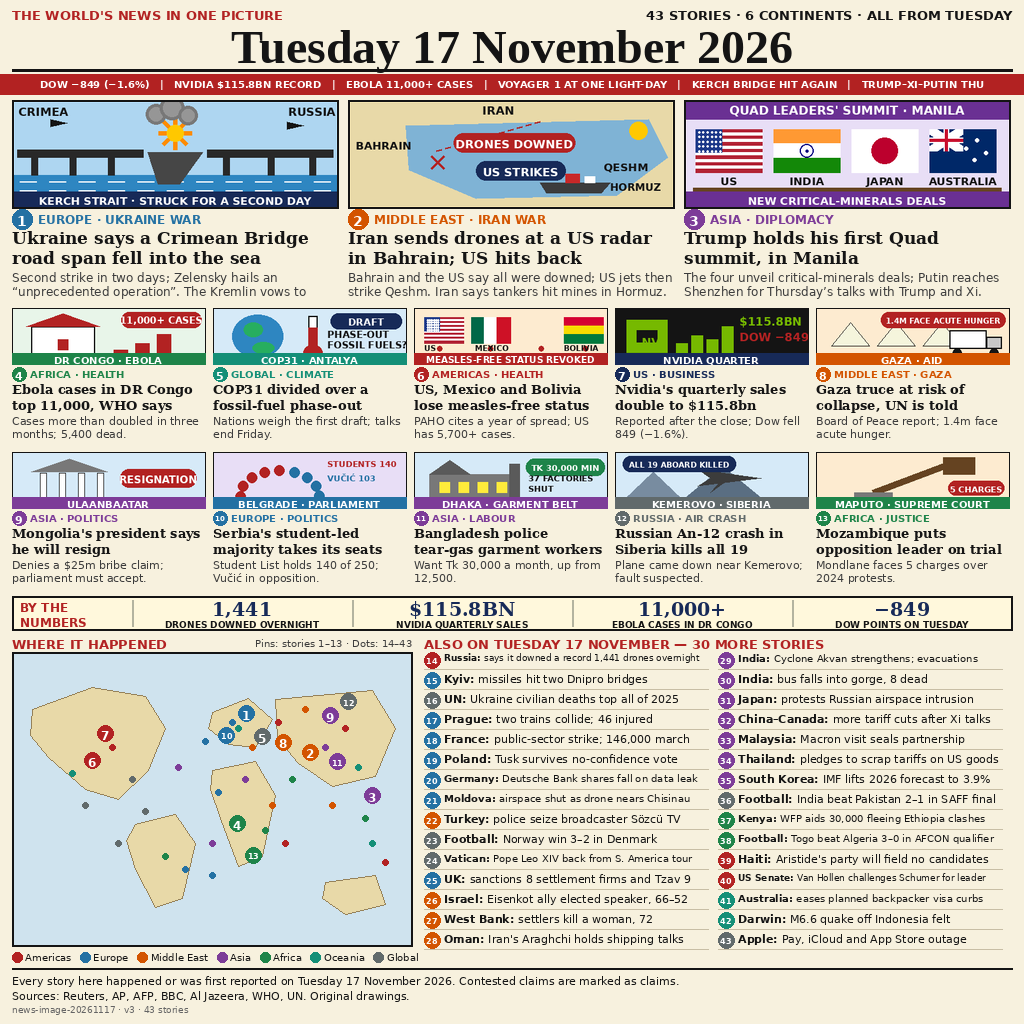 THE WORLD'S NEWS IN ONE PICTURE
43 STORIES · 6 CONTINENTS · ALL FROM TUESDAY
Tuesday 17 November 2026
DOW −849 (−1.6%) | NVIDIA $115.8BN RECORD | EBOLA 11,000+ CASES | VOYAGER 1 AT ONE LIGHT-DAY | KERCH BRIDGE HIT AGAIN | TRUMP–XI–PUTIN THU
CRIMEA
RUSSIA
KERCH STRAIT · STRUCK FOR A SECOND DAY
1 EUROPE · UKRAINE WAR
Ukraine says a Crimean Bridge
road span fell into the sea
Second strike in two days; Zelensky hails an
“unprecedented operation”. The Kremlin vows to
IRAN
BAHRAIN
DRONES DOWNED
US STRIKES
QESHM
HORMUZ
2 MIDDLE EAST · IRAN WAR
Iran sends drones at a US radar
in Bahrain; US hits back
Bahrain and the US say all were downed; US jets then
strike Qeshm. Iran says tankers hit mines in Hormuz.
QUAD LEADERS' SUMMIT · MANILA
US
INDIA
JAPAN
AUSTRALIA
NEW CRITICAL-MINERALS DEALS
3 ASIA · DIPLOMACY
Trump holds his first Quad
summit, in Manila
The four unveil critical-minerals deals; Putin reaches
Shenzhen for Thursday’s talks with Trump and Xi.
11,000+ CASES
DR CONGO · EBOLA
4 AFRICA · HEALTH
Ebola cases in DR Congo
top 11,000, WHO says
Cases more than doubled in three
months; 5,400 dead.
DRAFT
PHASE-OUT
FOSSIL FUELS?
COP31 · ANTALYA
5 GLOBAL · CLIMATE
COP31 divided over a
fossil-fuel phase-out
Nations weigh the first draft; talks
end Friday.
US
MEXICO
BOLIVIA
MEASLES-FREE STATUS REVOKED
6 AMERICAS · HEALTH
US, Mexico and Bolivia
lose measles-free status
PAHO cites a year of spread; US
has 5,700+ cases.
NV
$115.8BN
DOW −849
NVIDIA QUARTER
7 US · BUSINESS
Nvidia's quarterly sales
double to $115.8bn
Reported after the close; Dow fell
849 (−1.6%).
1.4M FACE ACUTE HUNGER
GAZA · AID
8 MIDDLE EAST · GAZA
Gaza truce at risk of
collapse, UN is told
Board of Peace report; 1.4m face
acute hunger.
RESIGNATION
ULAANBAATAR
9 ASIA · POLITICS
Mongolia's president says
he will resign
Denies a $25m bribe claim;
parliament must accept.
STUDENTS 140
VUČIĆ 103
BELGRADE · PARLIAMENT
10 EUROPE · POLITICS
Serbia's student-led
majority takes its seats
Student List holds 140 of 250;
Vučić in opposition.
TK 30,000 MIN
37 FACTORIES
SHUT
DHAKA · GARMENT BELT
11 ASIA · LABOUR
Bangladesh police
tear-gas garment workers
Want Tk 30,000 a month, up from
12,500.
ALL 19 ABOARD KILLED
KEMEROVO · SIBERIA
12 RUSSIA · AIR CRASH
Russian An-12 crash in
Siberia kills all 19
Plane came down near Kemerovo;
fault suspected.
5 CHARGES
MAPUTO · SUPREME COURT
13 AFRICA · JUSTICE
Mozambique puts
opposition leader on trial
Mondlane faces 5 charges over
2024 protests.
BY THE
NUMBERS
1,441
DRONES DOWNED OVERNIGHT
$115.8BN
NVIDIA QUARTERLY SALES
11,000+
EBOLA CASES IN DR CONGO
−849
DOW POINTS ON TUESDAY
WHERE IT HAPPENED
Pins: stories 1–13 · Dots: 14–43
12
1
9
7
10
5
8
2
6
11
3
4
13
Americas
Europe
Middle East
Asia
Africa
Oceania
Global
ALSO ON TUESDAY 17 NOVEMBER — 30 MORE STORIES
14 Russia: says it downed a record 1,441 drones overnight
15 Kyiv: missiles hit two Dnipro bridges
16 UN: Ukraine civilian deaths top all of 2025
17 Prague: two trains collide; 46 injured
18 France: public-sector strike; 146,000 march
19 Poland: Tusk survives no-confidence vote
20 Germany: Deutsche Bank shares fall on data leak
21 Moldova: airspace shut as drone nears Chisinau
22 Turkey: police seize broadcaster Sözcü TV
23 Football: Norway win 3–2 in Denmark
24 Vatican: Pope Leo XIV back from S. America tour
25 UK: sanctions 8 settlement firms and Tzav 9
26 Israel: Eisenkot ally elected speaker, 66–52
27 West Bank: settlers kill a woman, 72
28 Oman: Iran's Araghchi holds shipping talks
29 India: Cyclone Akvan strengthens; evacuations
30 India: bus falls into gorge, 8 dead
31 Japan: protests Russian airspace intrusion
32 China–Canada: more tariff cuts after Xi talks
33 Malaysia: Macron visit seals partnership
34 Thailand: pledges to scrap tariffs on US goods
35 South Korea: IMF lifts 2026 forecast to 3.9%
36 Football: India beat Pakistan 2–1 in SAFF final
37 Kenya: WFP aids 30,000 fleeing Ethiopia clashes
38 Football: Togo beat Algeria 3–0 in AFCON qualifier
39 Haiti: Aristide's party will field no candidates
40 US Senate: Van Hollen challenges Schumer for leader
41 Australia: eases planned backpacker visa curbs
42 Darwin: M6.6 quake off Indonesia felt
43 Apple: Pay, iCloud and App Store outage
Every story here happened or was first reported on Tuesday 17 November 2026. Contested claims are marked as claims.
Sources: Reuters, AP, AFP, BBC, Al Jazeera, WHO, UN. Original drawings.
news-image-20261117 · v3 · 43 stories